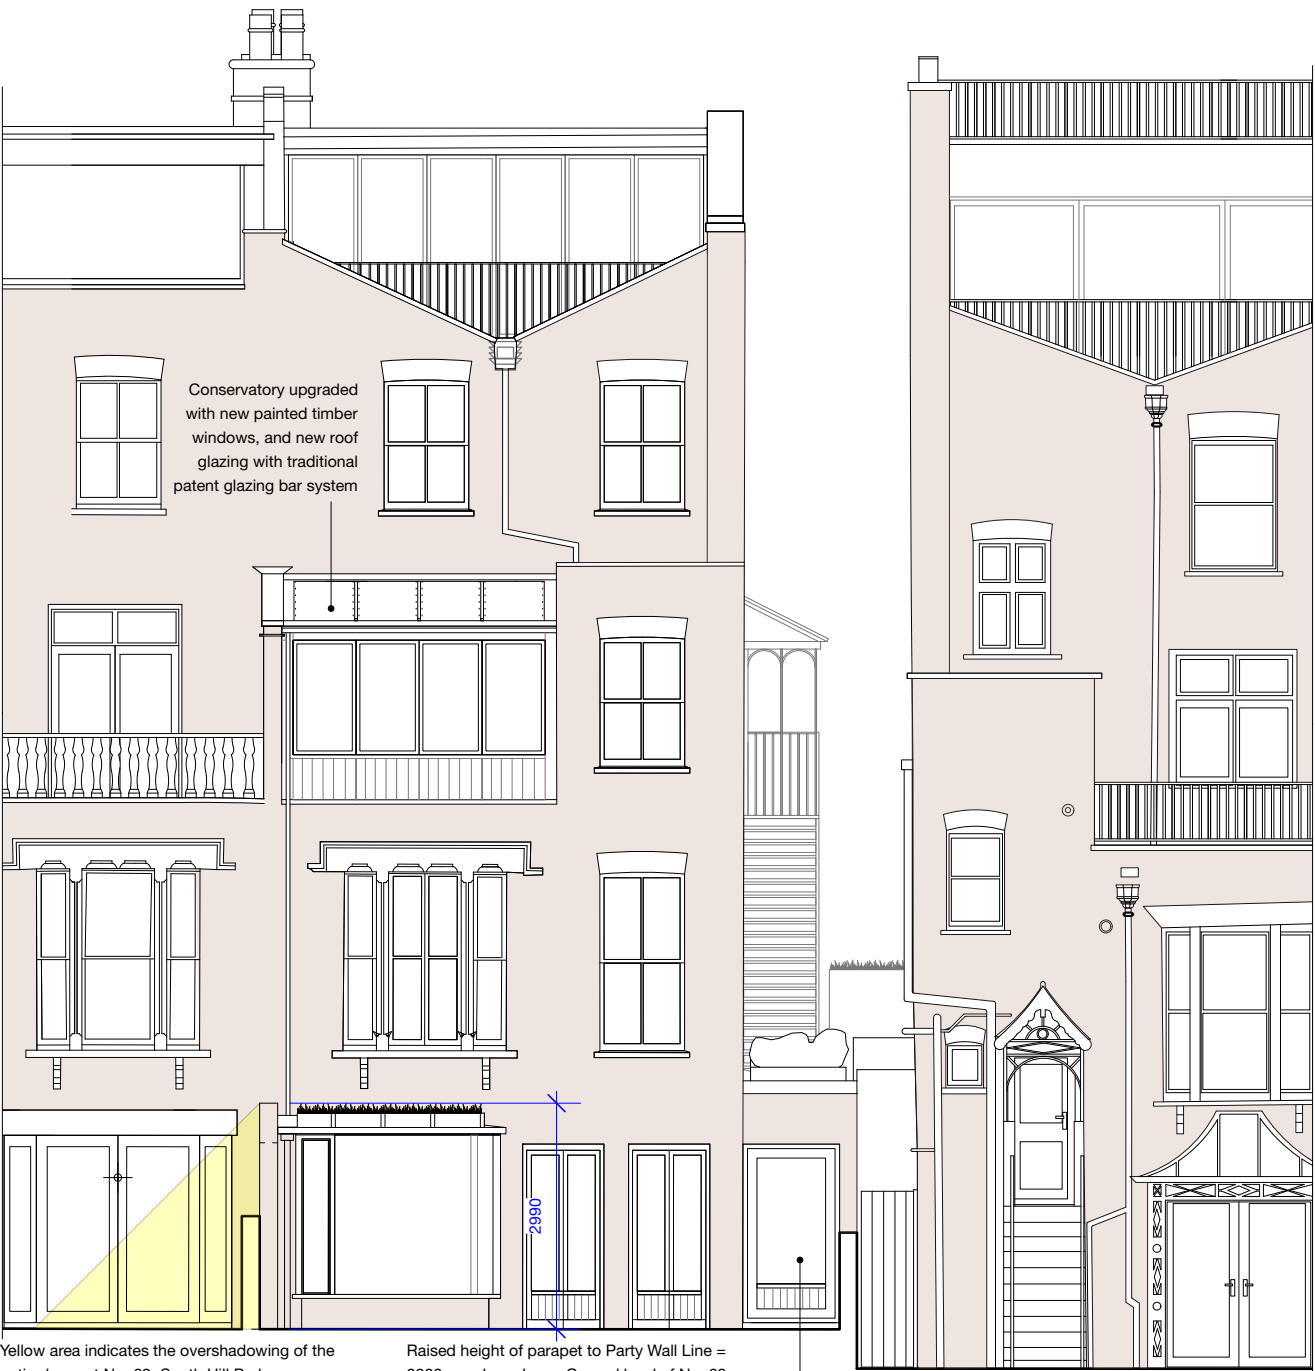 Conservatory upgraded
with new painted timber
windows, and new roof
glazing with traditional
patent glazing bar system
2990
Yellow area indicates the overshadowing of the
Raised height of parapet to Party Wall Line =